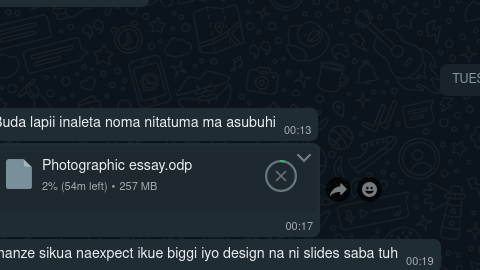 TUES
Buda lapii inaleta noma nitatuma ma asubuhi
00:13
Photographic essay.odp
2% (54m left) • 257 MB
00:17
manze sikua naexpect ikue biggi iyo design na ni slides saba tuh
00:19